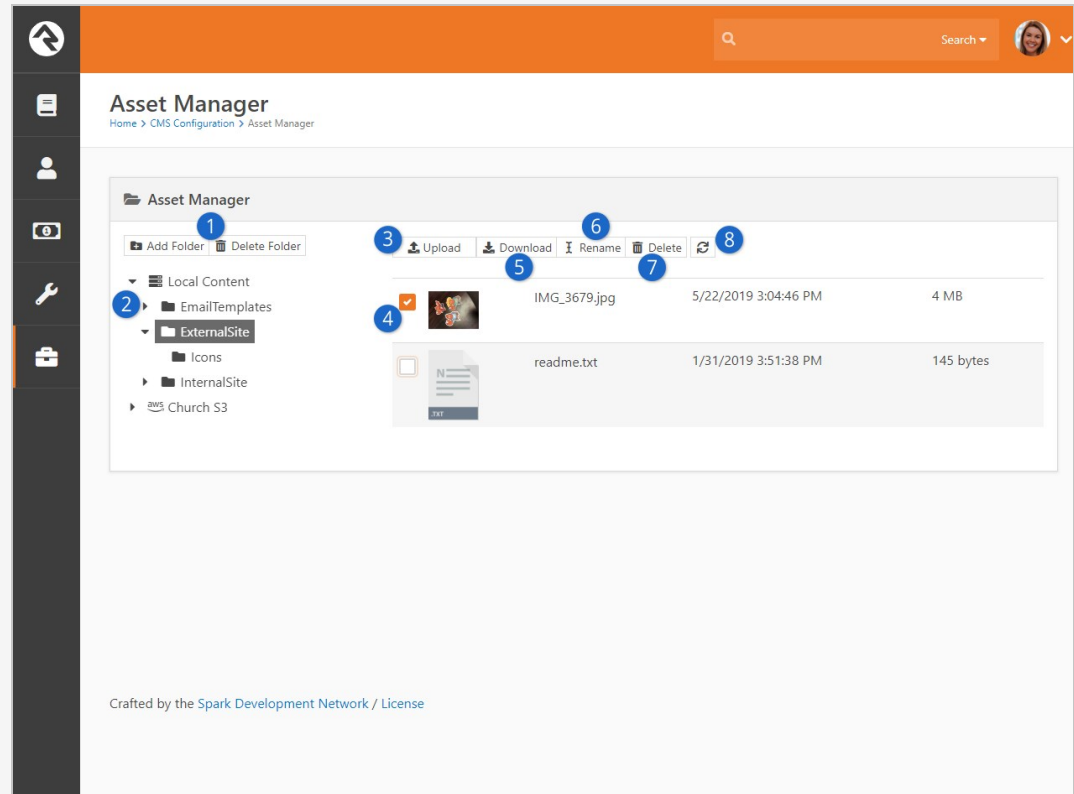 Search
Asset Manager
Home > CMS Configuration > Asset Manager
Asset Manager
1
Add Folder Delete Folder
3 Upload Download 6 Rename Delete 8
5 7
Local Content
2 EmailTemplates
ExternalSite
Icons
InternalSite
aws Church S3
4 IMG_3679.jpg 5/22/2019 3:04:46 PM 4 MB
readme.txt 1/31/2019 3:51:38 PM 145 bytes
N
.TXT
Crafted by the Spark Development Network / License